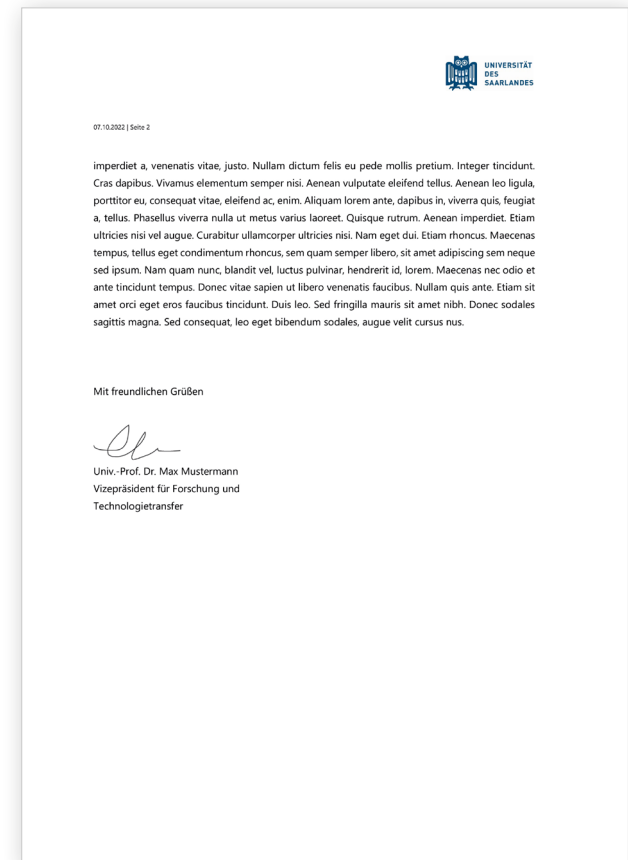 UNIVERSITÄT
DES
SAARLANDES
07.10.2022 | Seite 2
imperdiet a, venenatis vitae, justo. Nullam dictum felis eu pede mollis pretium. Integer tincidunt.
Cras dapibus. Vivamus elementum semper nisi. Aenean vulputate eleifend tellus. Aenean leo ligula,
porttitor eu, consequat vitae, eleifend ac, enim. Aliquam lorem ante, dapibus in, viverra quis, feugiat
a, tellus. Phasellus viverra nulla ut metus varius laoreet. Quisque rutrum. Aenean imperdiet. Etiam
ultricies nisi vel augue. Curabitur ullamcorper ultricies nisi. Nam eget dui. Etiam rhoncus. Maecenas
tempus, tellus eget condimentum rhoncus, sem quam semper libero, sit amet adipiscing sem neque
sed ipsum. Nam quam nunc, blandit vel, luctus pulvinar, hendrerit id, lorem. Maecenas nec odio et
ante tincidunt tempus. Donec vitae sapien ut libero venenatis faucibus. Nullam quis ante. Etiam sit
amet orci eget eros faucibus tincidunt. Duis leo. Sed fringilla mauris sit amet nibh. Donec sodales
sagittis magna. Sed consequat, leo eget bibendum sodales, augue velit cursus nus.
Mit freundlichen Grüßen
Univ.-Prof. Dr. Max Mustermann
Vizepräsident für Forschung und
Technologietransfer